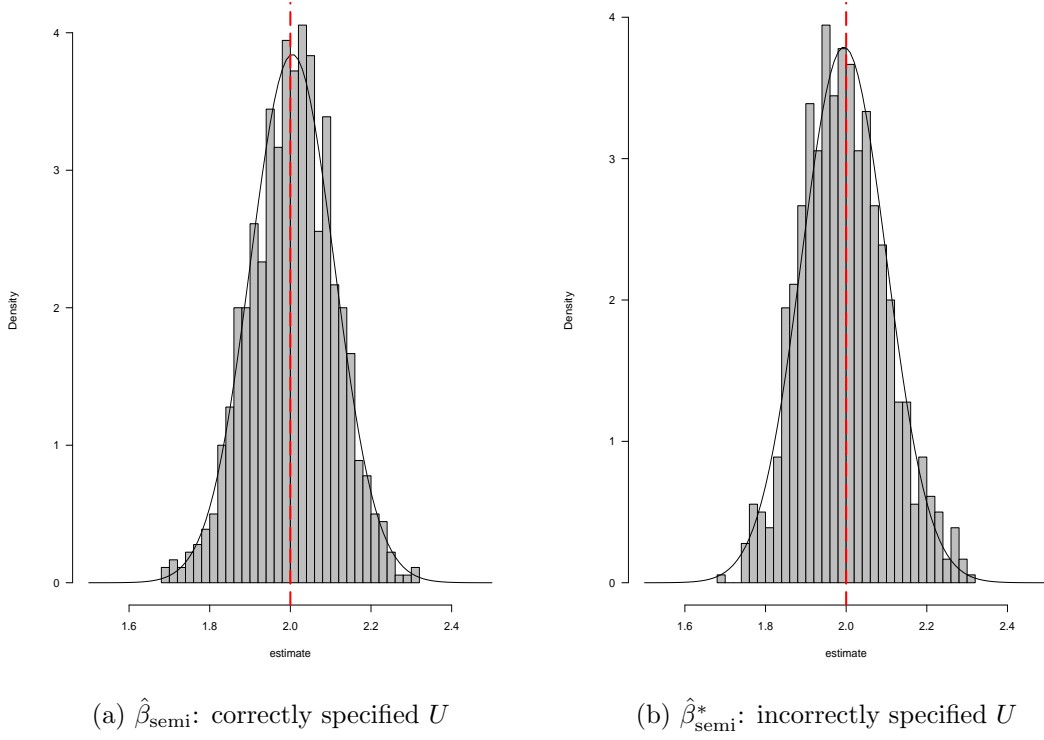 Density
4
3
2
1
0
1.6 1.8 2.0 2.2 2.4
estimate
(a) β̂semi: correctly specified U
Density
4
3
2
1
0
1.6 1.8 2.0 2.2 2.4
estimate
(b) β̂*semi: incorrectly specified U